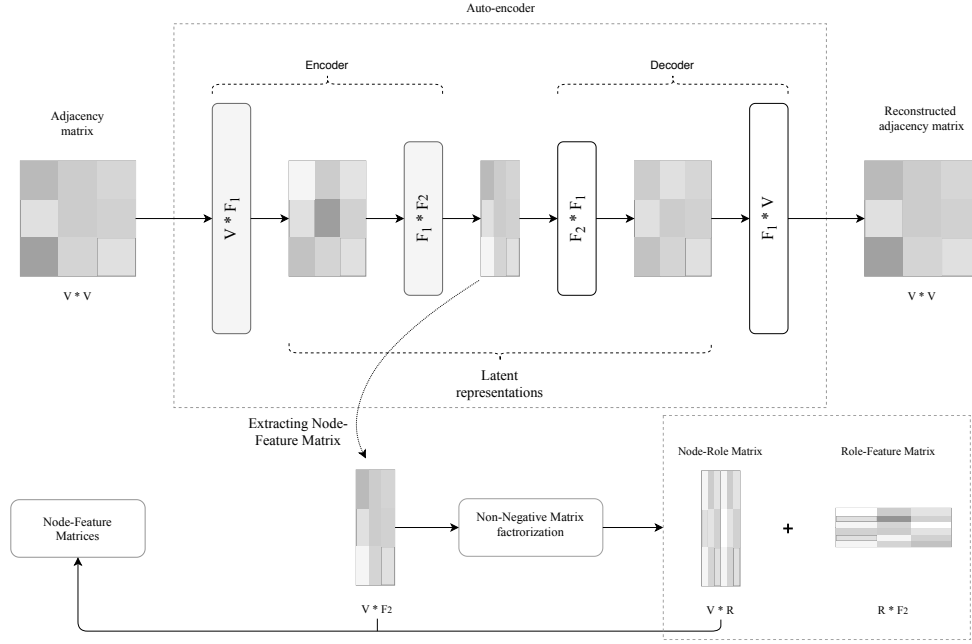 Auto-encoder
Encoder
Decoder
Adjacency
matrix
Reconstructed
adjacency matrix
V * F1
F1 * F2
F2 * F1
F1 * V
V * V
V * V
Latent
representations
Extracting Node-
Feature Matrix
Node-Role Matrix
Role-Feature Matrix
Node-Feature
Matrices
Non-Negative Matrix
factrorization
+
V * F2
V * R
R * F2